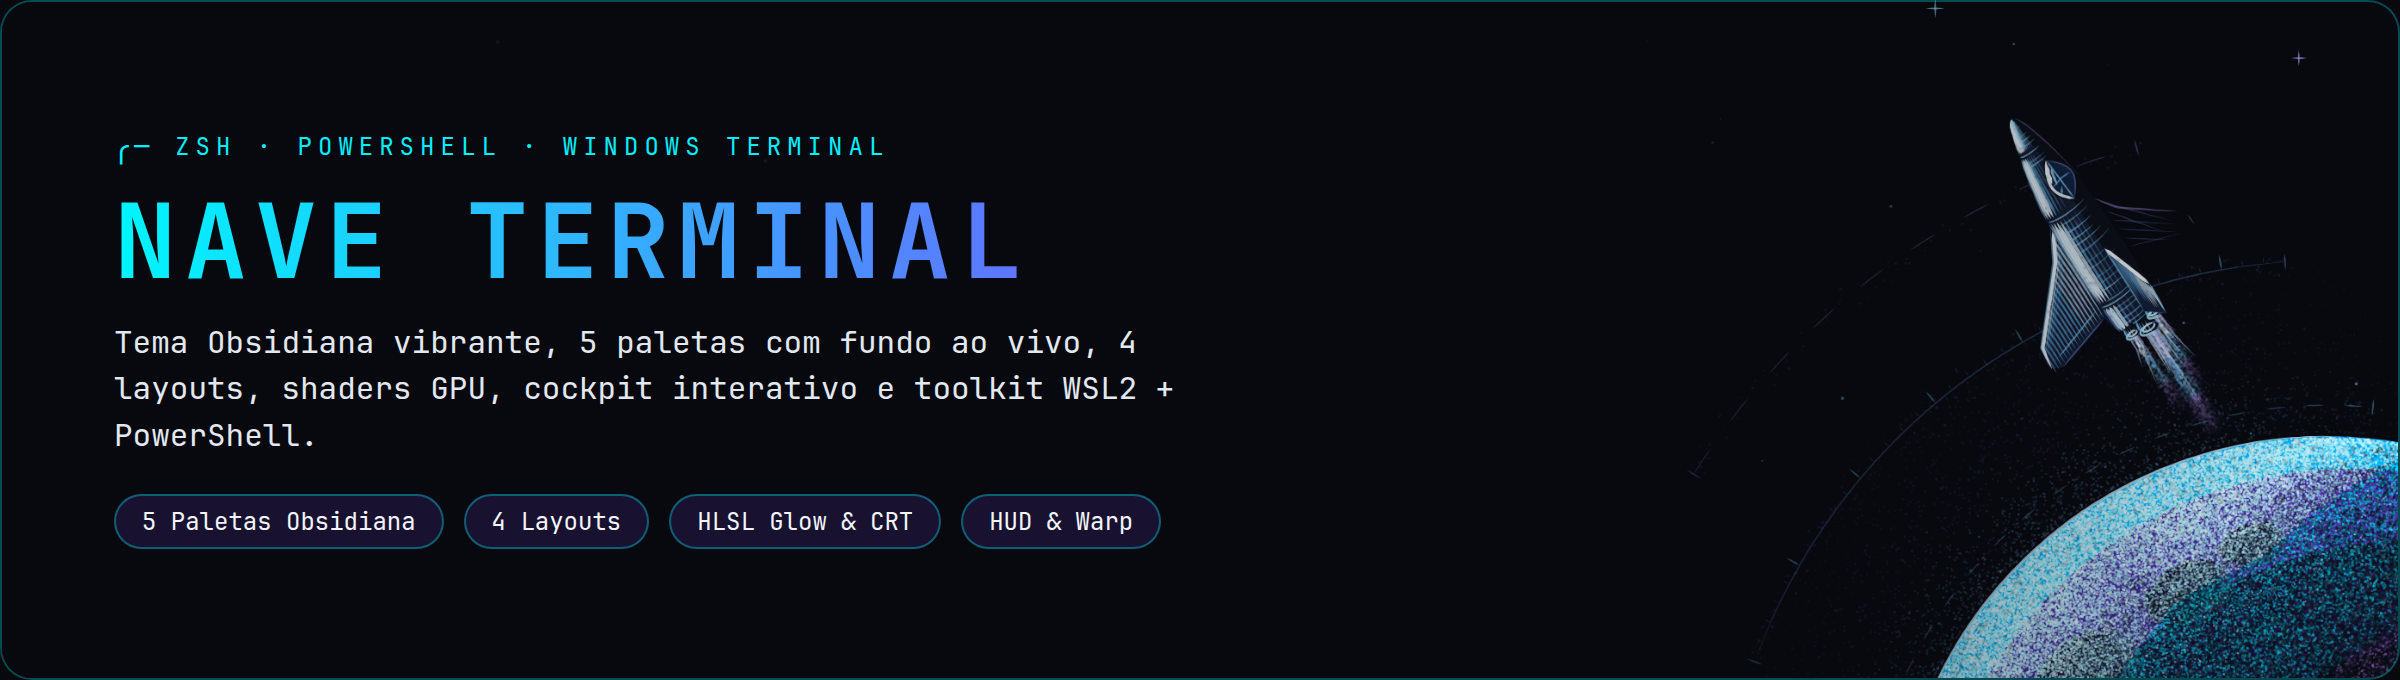 ╭─ ZSH · POWERSHELL · WINDOWS TERMINAL
NAVE TERMINAL
Tema Obsidiana vibrante, 5 paletas com fundo ao vivo, 4
layouts, shaders GPU, cockpit interativo e toolkit WSL2 +
PowerShell.
5 Paletas Obsidiana
4 Layouts
HLSL Glow & CRT
HUD & Warp